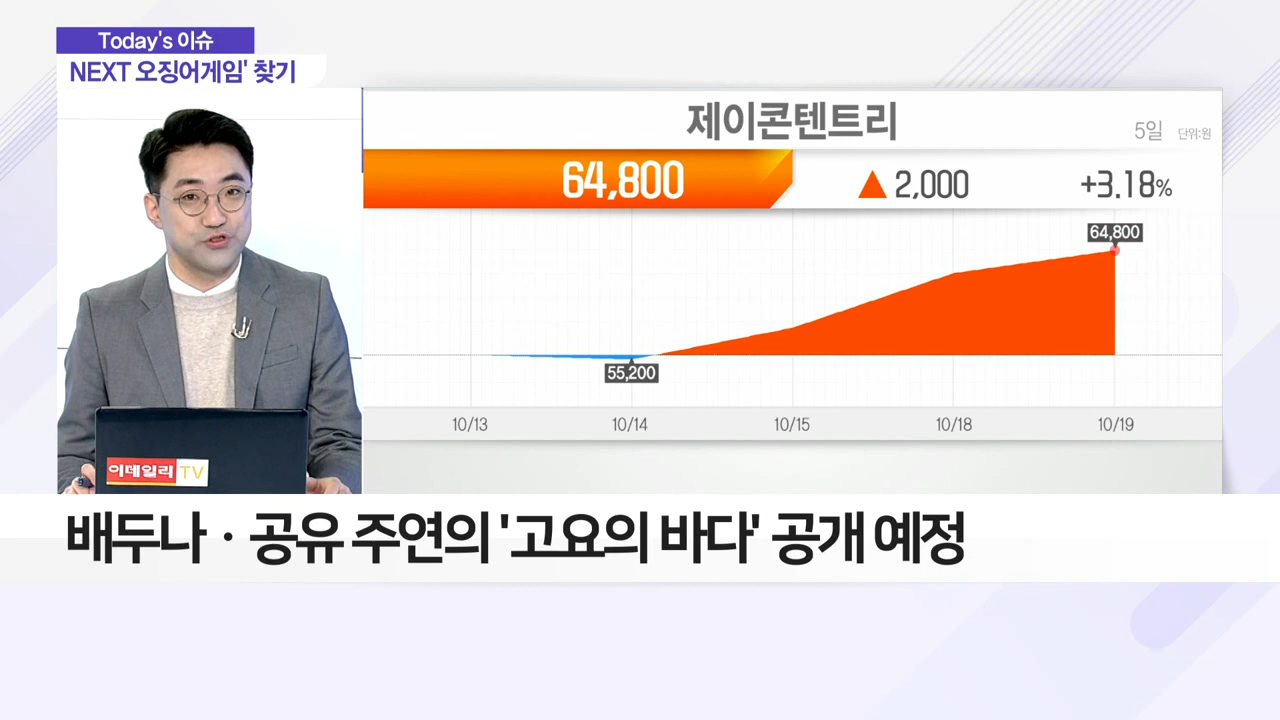 Today's 이슈
NEXT 오징어게임' 찾기
제이콘텐트리
5일 단위:원
64,800 ▲ 2,000 +3.18%
64,800
55,200
10/13 10/14 10/15 10/18 10/19
이데일리 TV
배두나·공유 주연의 '고요의 바다' 공개 예정